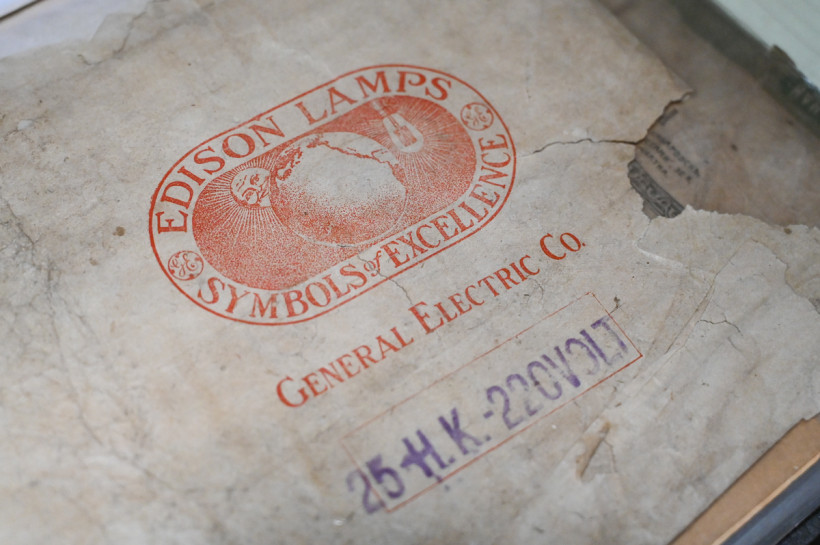 EDISON LAMPS
SYMBOLS of EXCELLENCE
GENERAL ELECTRIC CO.
25-H.K.-220VOLT